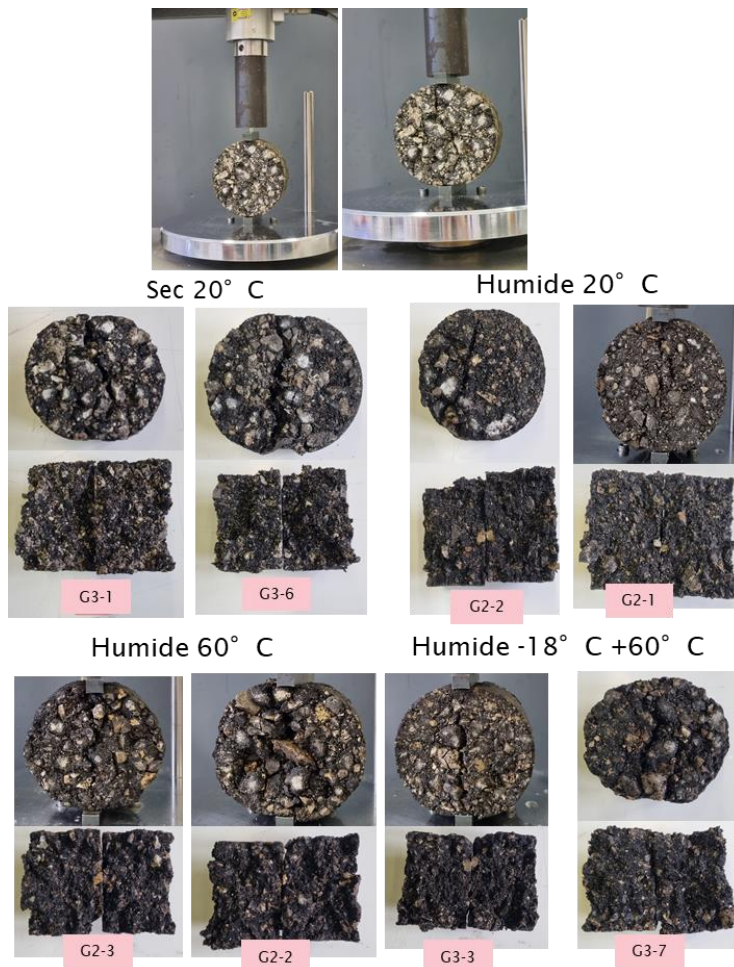 Sec 20° C
Humide 20° C
G3-1
G3-6
G2-2
G2-1
Humide 60° C
Humide -18° C +60° C
G2-3
G2-2
G3-3
G3-7